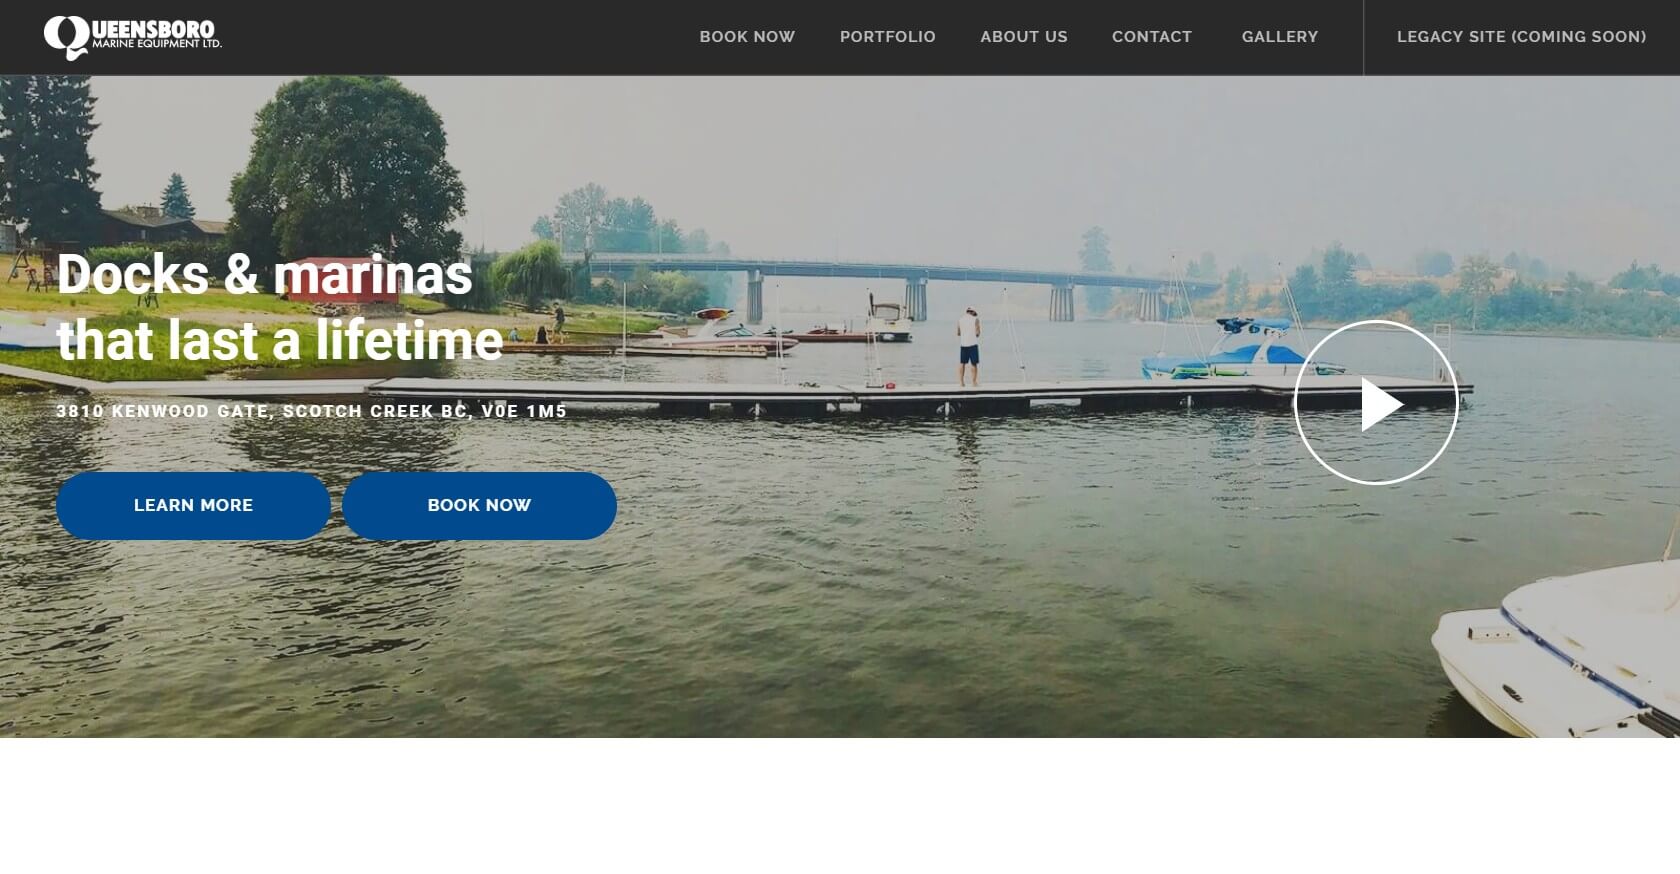 QUEENSBORO
MARINE EQUIPMENT LTD.
BOOK NOW
PORTFOLIO
ABOUT US
CONTACT
GALLERY
LEGACY SITE (COMING SOON)
Docks & marinas
that last a lifetime
3810 KENWOOD GATE, SCOTCH CREEK BC, V0E 1M5
LEARN MORE
BOOK NOW